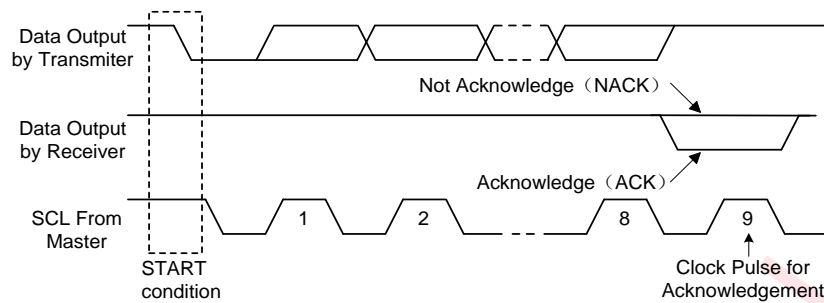 Data Output
by Transmiter
Not Acknowledge（NACK）
Data Output
by Receiver
Acknowledge（ACK）
SCL From
Master
1
2
8
9
START
condition
Clock Pulse for
Acknowledgement